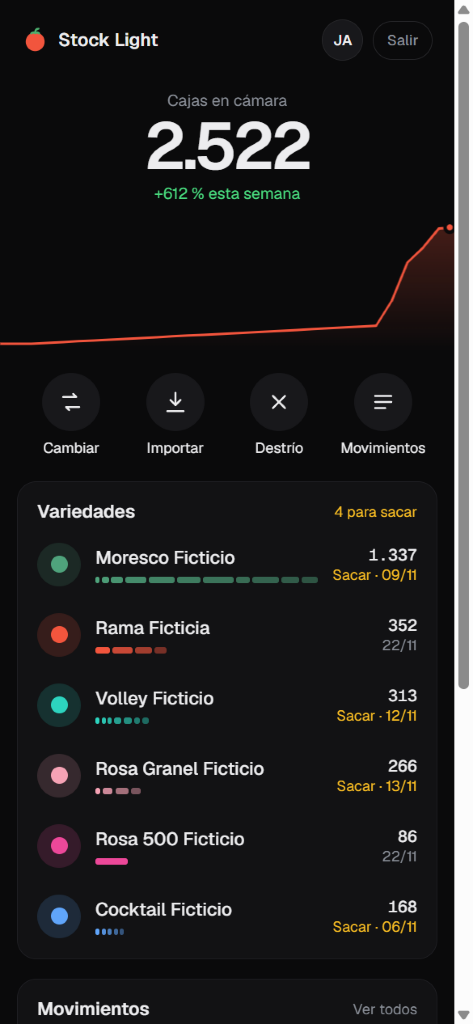 Stock Light
JA
Salir
Cajas en cámara
2.522
+612 % esta semana
Cambiar
Importar
Destrío
Movimientos
Variedades
4 para sacar
Moresco Ficticio
1.337
Sacar · 09/11
Rama Ficticia
352
22/11
Volley Ficticio
313
Sacar · 12/11
Rosa Granel Ficticio
266
Sacar · 13/11
Rosa 500 Ficticio
86
22/11
Cocktail Ficticio
168
Sacar · 06/11
Movimientos
Ver todos